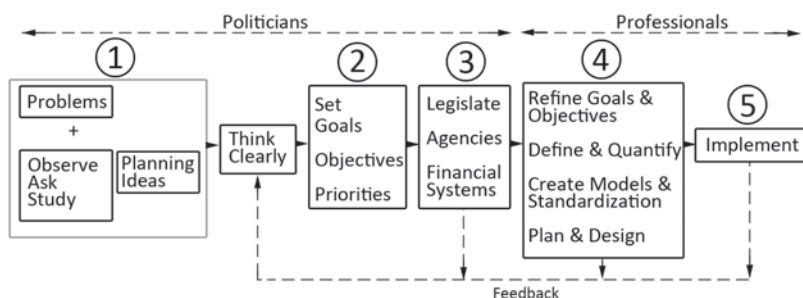 Politicians
Professionals
1
2
3
4
5
Problems
+
Observe
Ask
Study
Planning
Ideas
Think
Clearly
Set
Goals
Objectives
Priorities
Legislate
Agencies
Financial
Systems
Refine Goals &
Objectives
Define & Quantify
Create Models &
Standardization
Plan & Design
Implement
Feedback